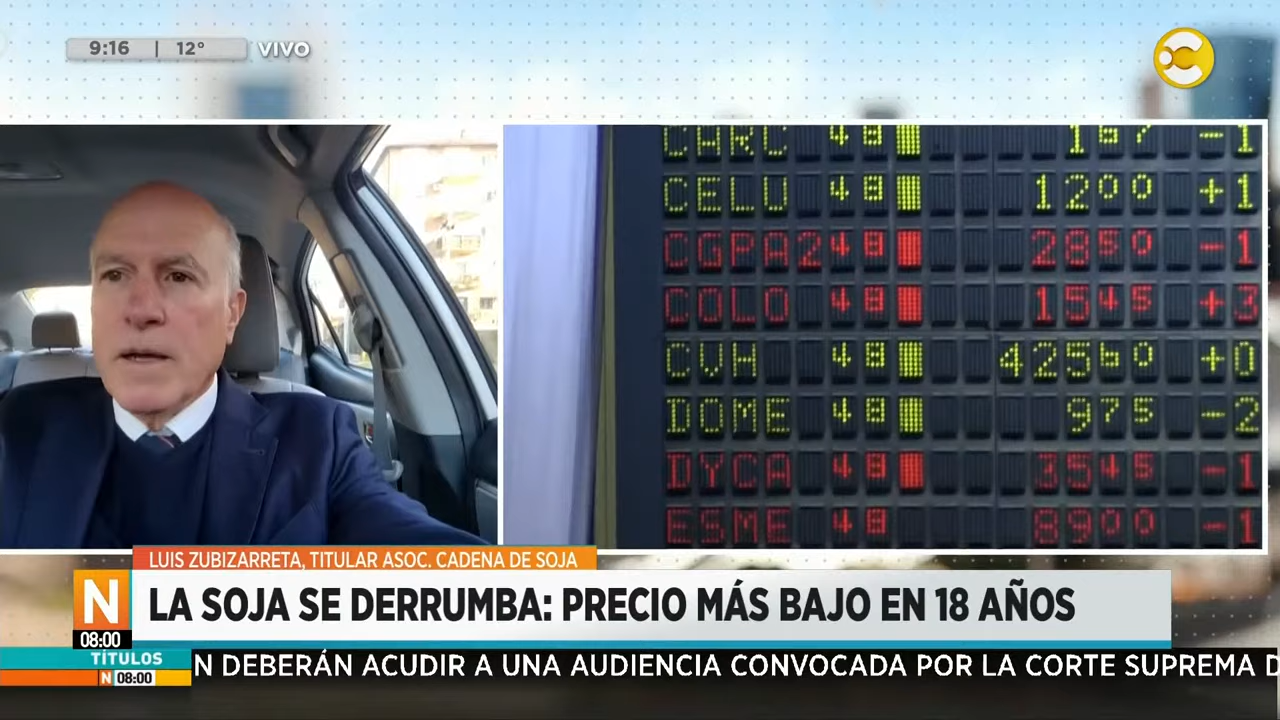 9:16 | 12° VIVO
CARC 48 167 -1
CELU 48 1200 +1
CGPA2 48 2850 -1
COLO 48 1545 +3
CVH 48 42560 +0
DOME 48 975 -2
DYCA 48 3545 -1
ESME 48 8900 -1
LUIS ZUBIZARRETA, TITULAR ASOC. CADENA DE SOJA
N
08:00
LA SOJA SE DERRUMBA: PRECIO MÁS BAJO EN 18 AÑOS
TÍTULOS
N 08:00
N DEBERÁN ACUDIR A UNA AUDIENCIA CONVOCADA POR LA CORTE SUPREMA D